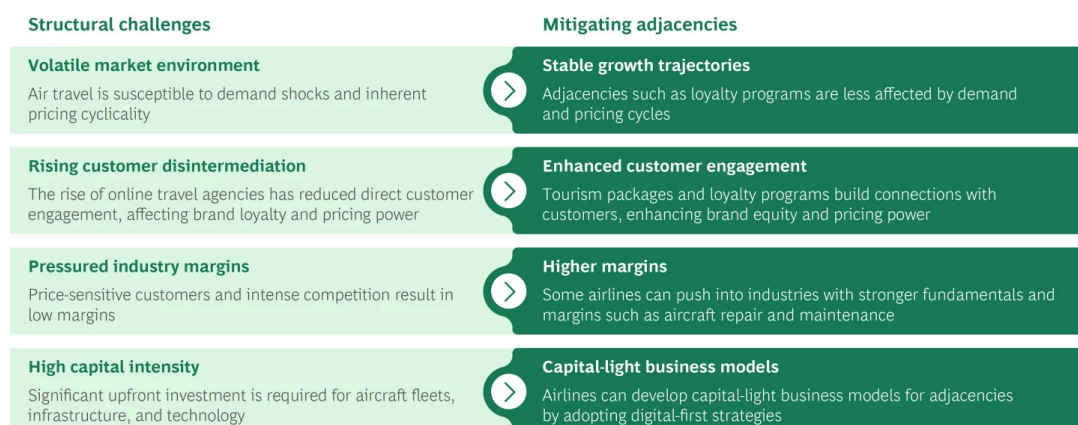 Structural challenges
Mitigating adjacencies
Volatile market environment
Air travel is susceptible to demand shocks and inherent
pricing cyclicality
Stable growth trajectories
Adjacencies such as loyalty programs are less affected by demand
and pricing cycles
Rising customer disintermediation
The rise of online travel agencies has reduced direct customer
engagement, affecting brand loyalty and pricing power
Enhanced customer engagement
Tourism packages and loyalty programs build connections with
customers, enhancing brand equity and pricing power
Pressured industry margins
Price-sensitive customers and intense competition result in
low margins
Higher margins
Some airlines can push into industries with stronger fundamentals and
margins such as aircraft repair and maintenance
High capital intensity
Significant upfront investment is required for aircraft fleets,
infrastructure, and technology
Capital-light business models
Airlines can develop capital-light business models for adjacencies
by adopting digital-first strategies